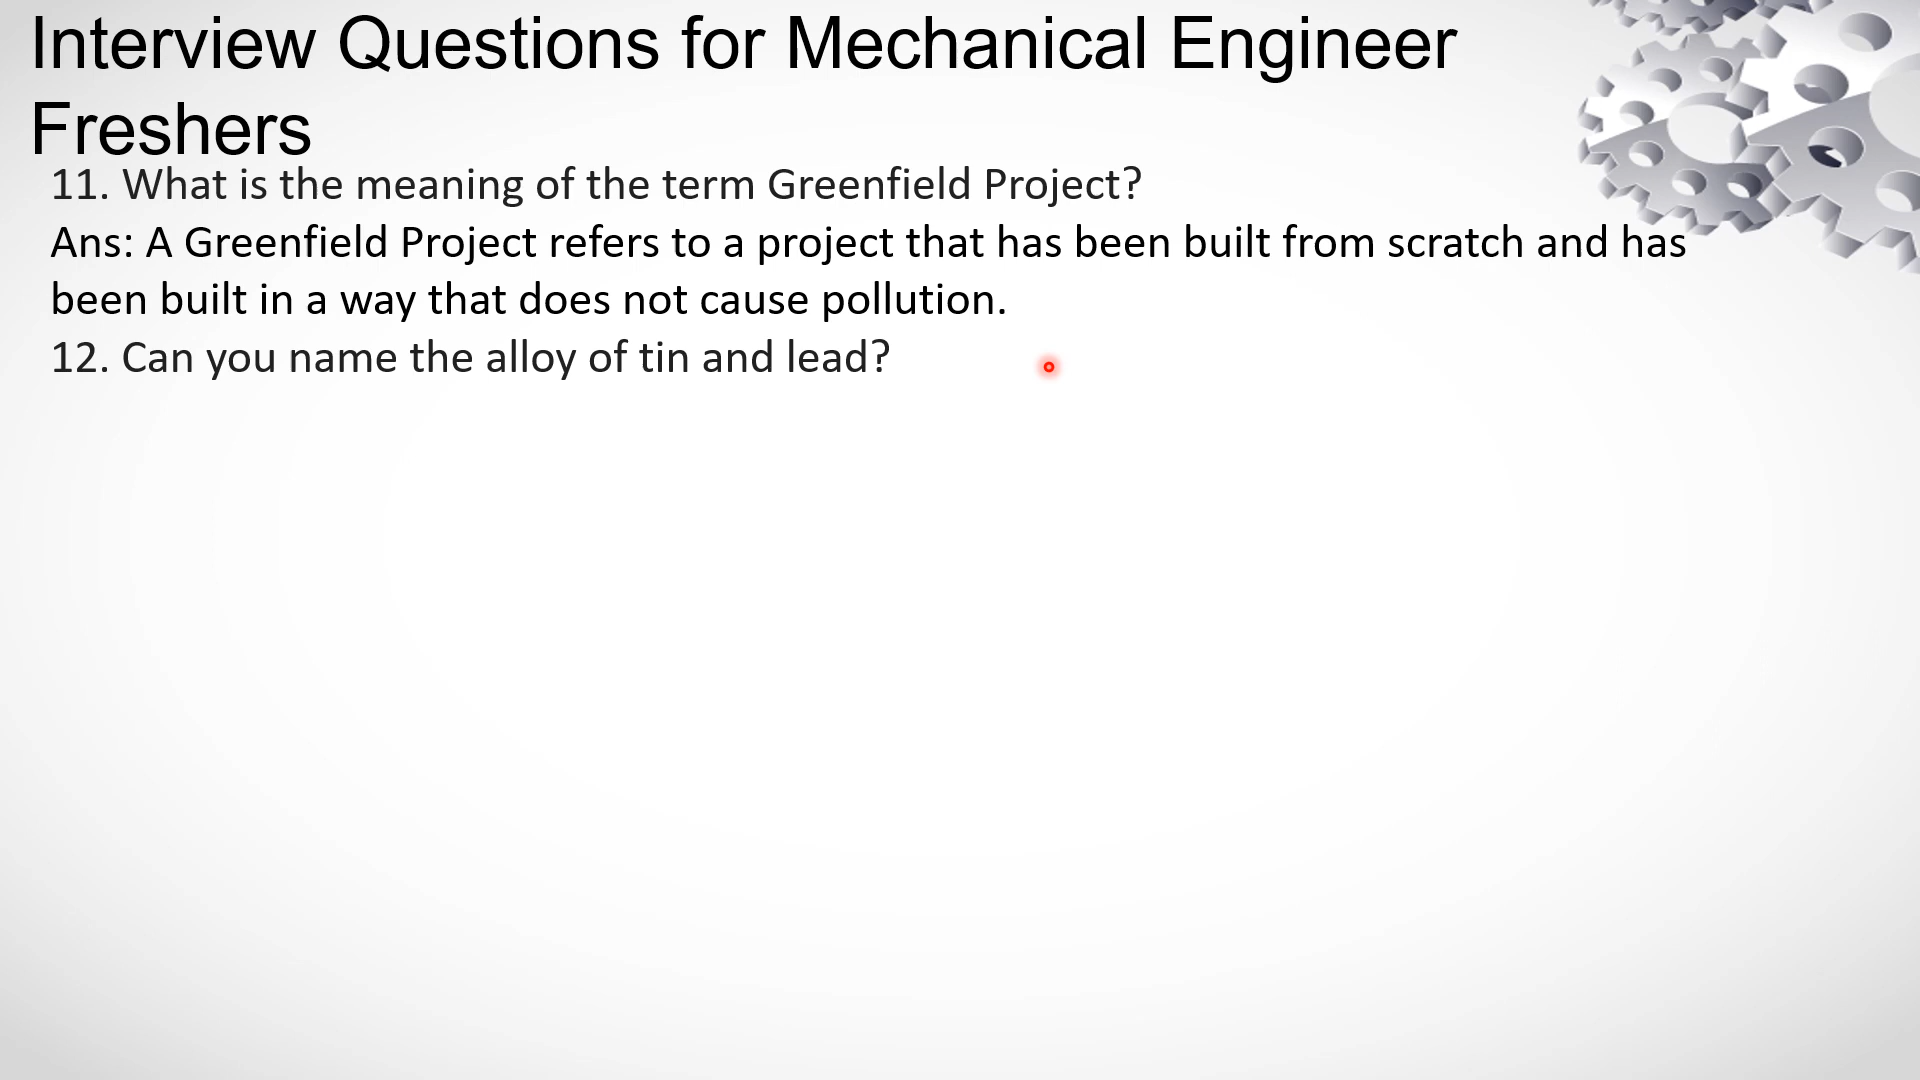 Interview Questions for Mechanical Engineer
Freshers
11. What is the meaning of the term Greenfield Project?
Ans: A Greenfield Project refers to a project that has been built from scratch and has
been built in a way that does not cause pollution.
12. Can you name the alloy of tin and lead?